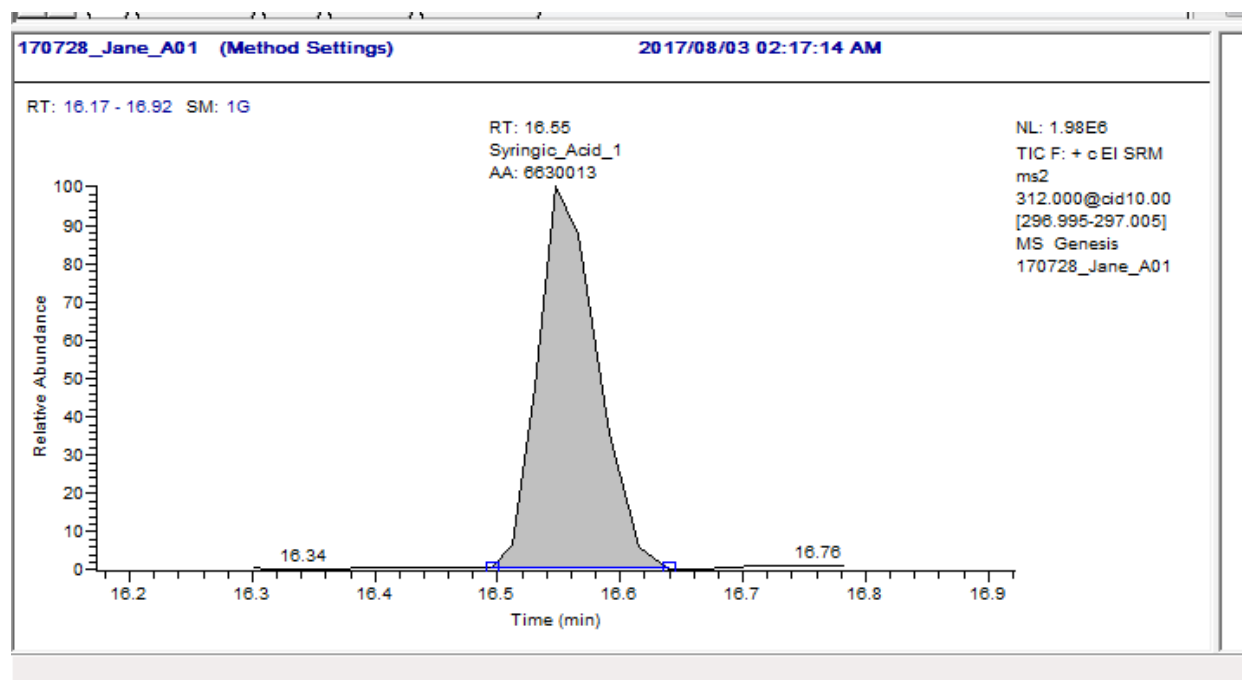 170728_Jane_A01 (Method Settings) 2017/08/03 02:17:14 AM
RT: 16.17 - 16.92 SM: 1G
RT: 16.55
Syringic_Acid_1
AA: 6630013
NL: 1.98E6
TIC F: + c EI SRM
ms2
312.000@cid10.00
[296.995-297.005]
MS Genesis
170728_Jane_A01
100
90
80
70
60
50
40
30
20
10
0
Relative Abundance
16.34
16.76
16.2 16.3 16.4 16.5 16.6 16.7 16.8 16.9
Time (min)